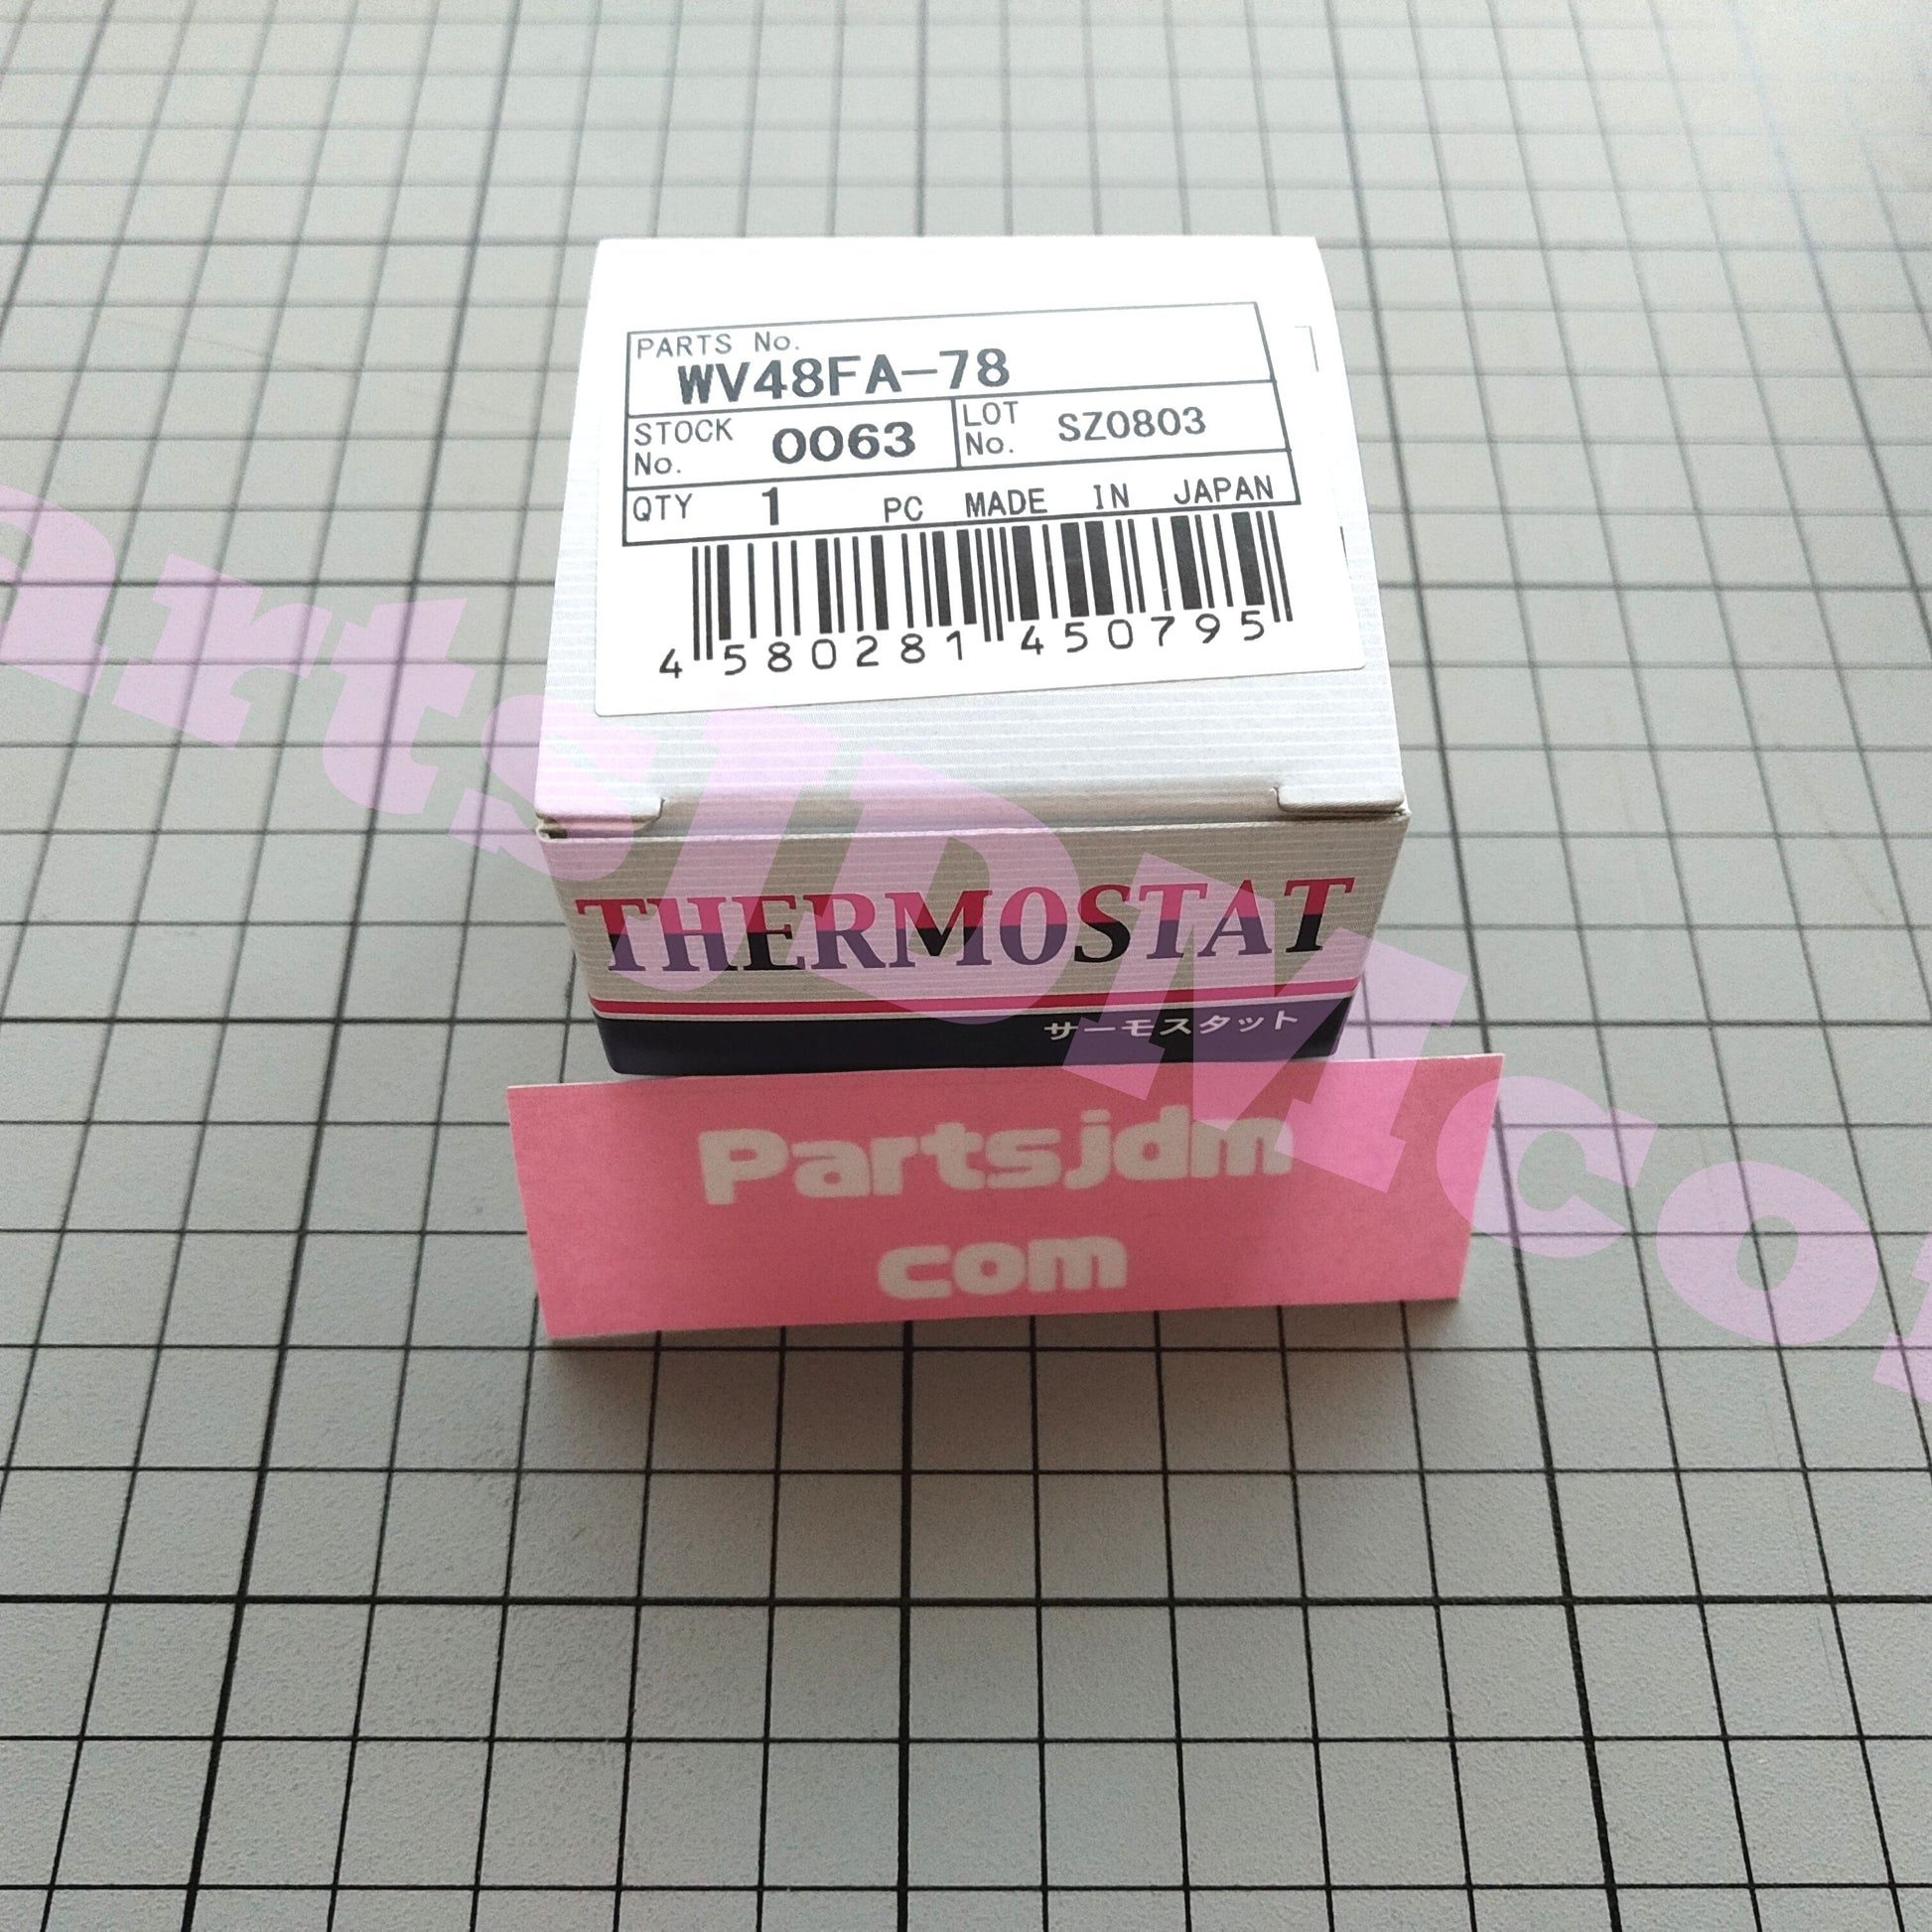 PARTS No.
WV48FA-78
STOCK No. 0063
LOT No. SZ0803
QTY 1 PC MADE IN JAPAN
4 580281 450795
THERMOSTAT
サーモスタット
Partsjdm
com
artsJDMcom